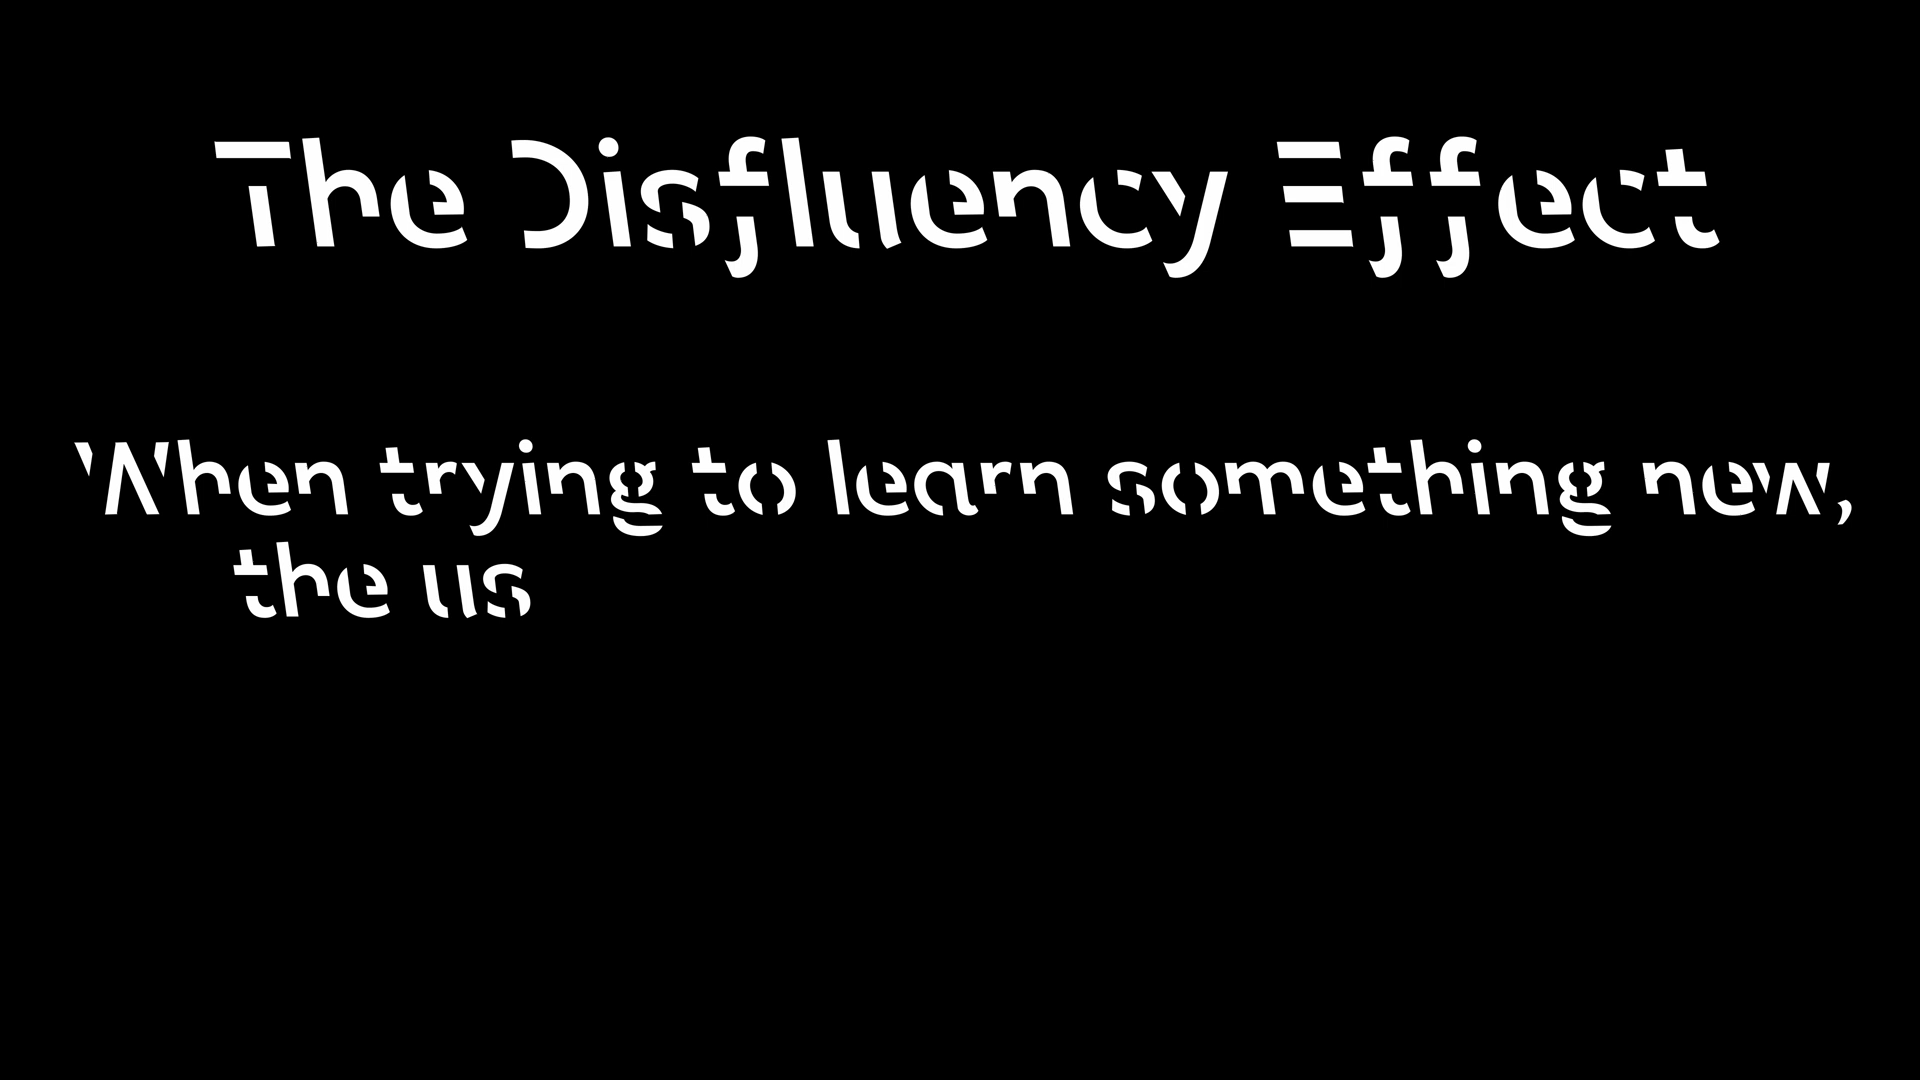 The Disfluency Effect
When trying to learn something new,
the us